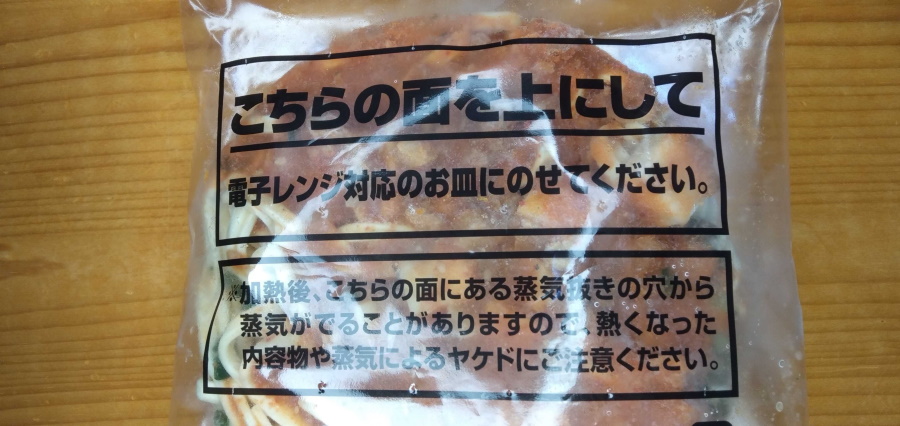 こちらの面を上にして
電子レンジ対応のお皿にのせてください。
※加熱後、こちらの面にある蒸気抜きの穴から
蒸気がでることがありますので、熱くなった
内容物や蒸気によるヤケドにご注意ください。